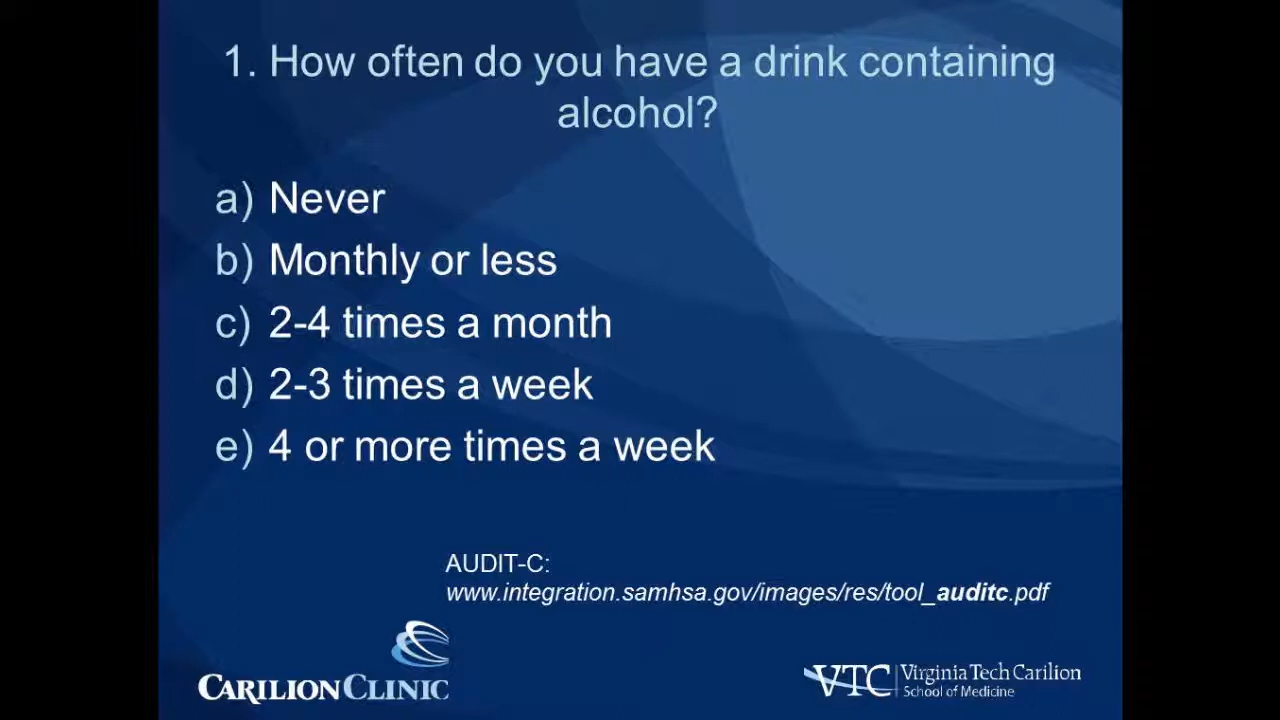 1. How often do you have a drink containing
alcohol?
a) Never
b) Monthly or less
c) 2-4 times a month
d) 2-3 times a week
e) 4 or more times a week
AUDIT-C:
www.integration.samhsa.gov/images/res/tool_auditc.pdf
CARILION CLINIC
VTC Virginia Tech Carilion
School of Medicine